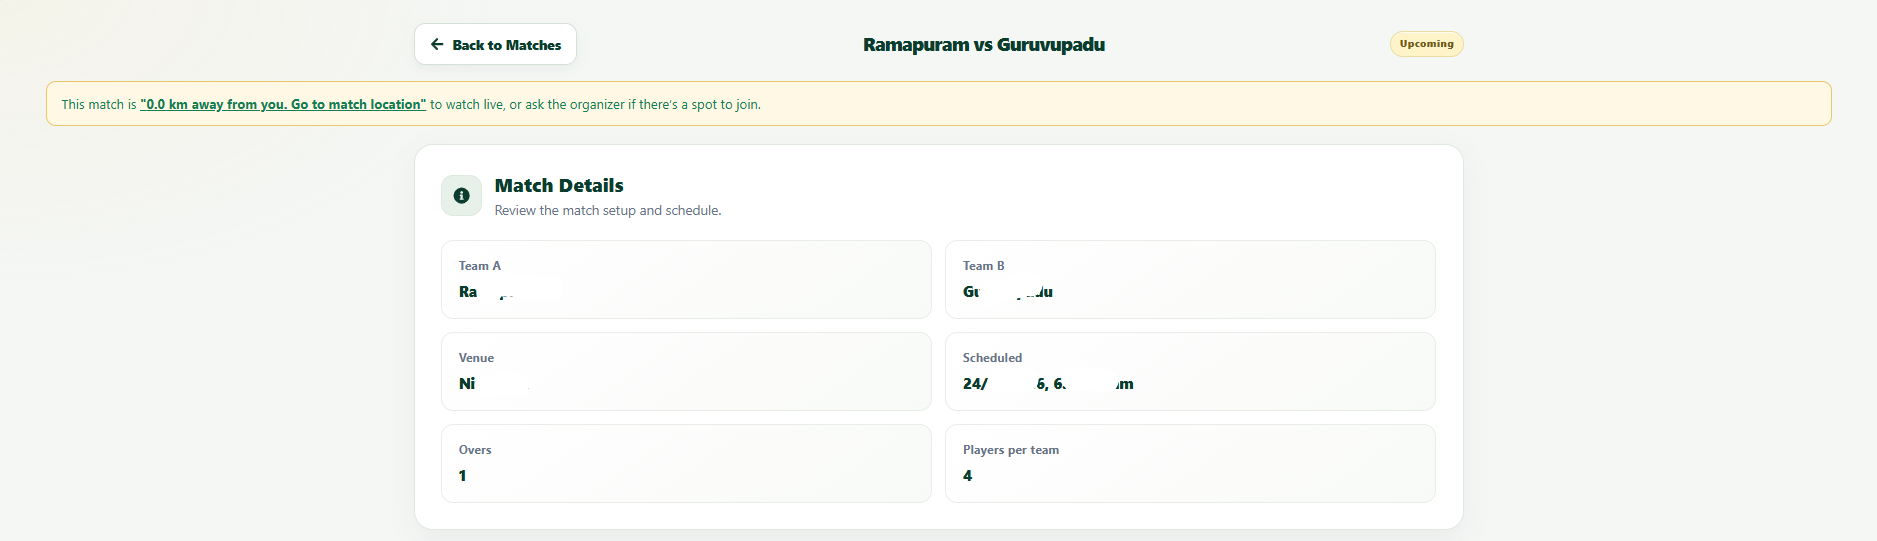 Back to Matches
Ramapuram vs Guruvupadu
Upcoming
This match is "0.0 km away from you. Go to match location" to watch live, or ask the organizer if there's a spot to join.
Match Details
Review the match setup and schedule.
Team A
Team B
Venue
Scheduled
Overs
1
Players per team
4